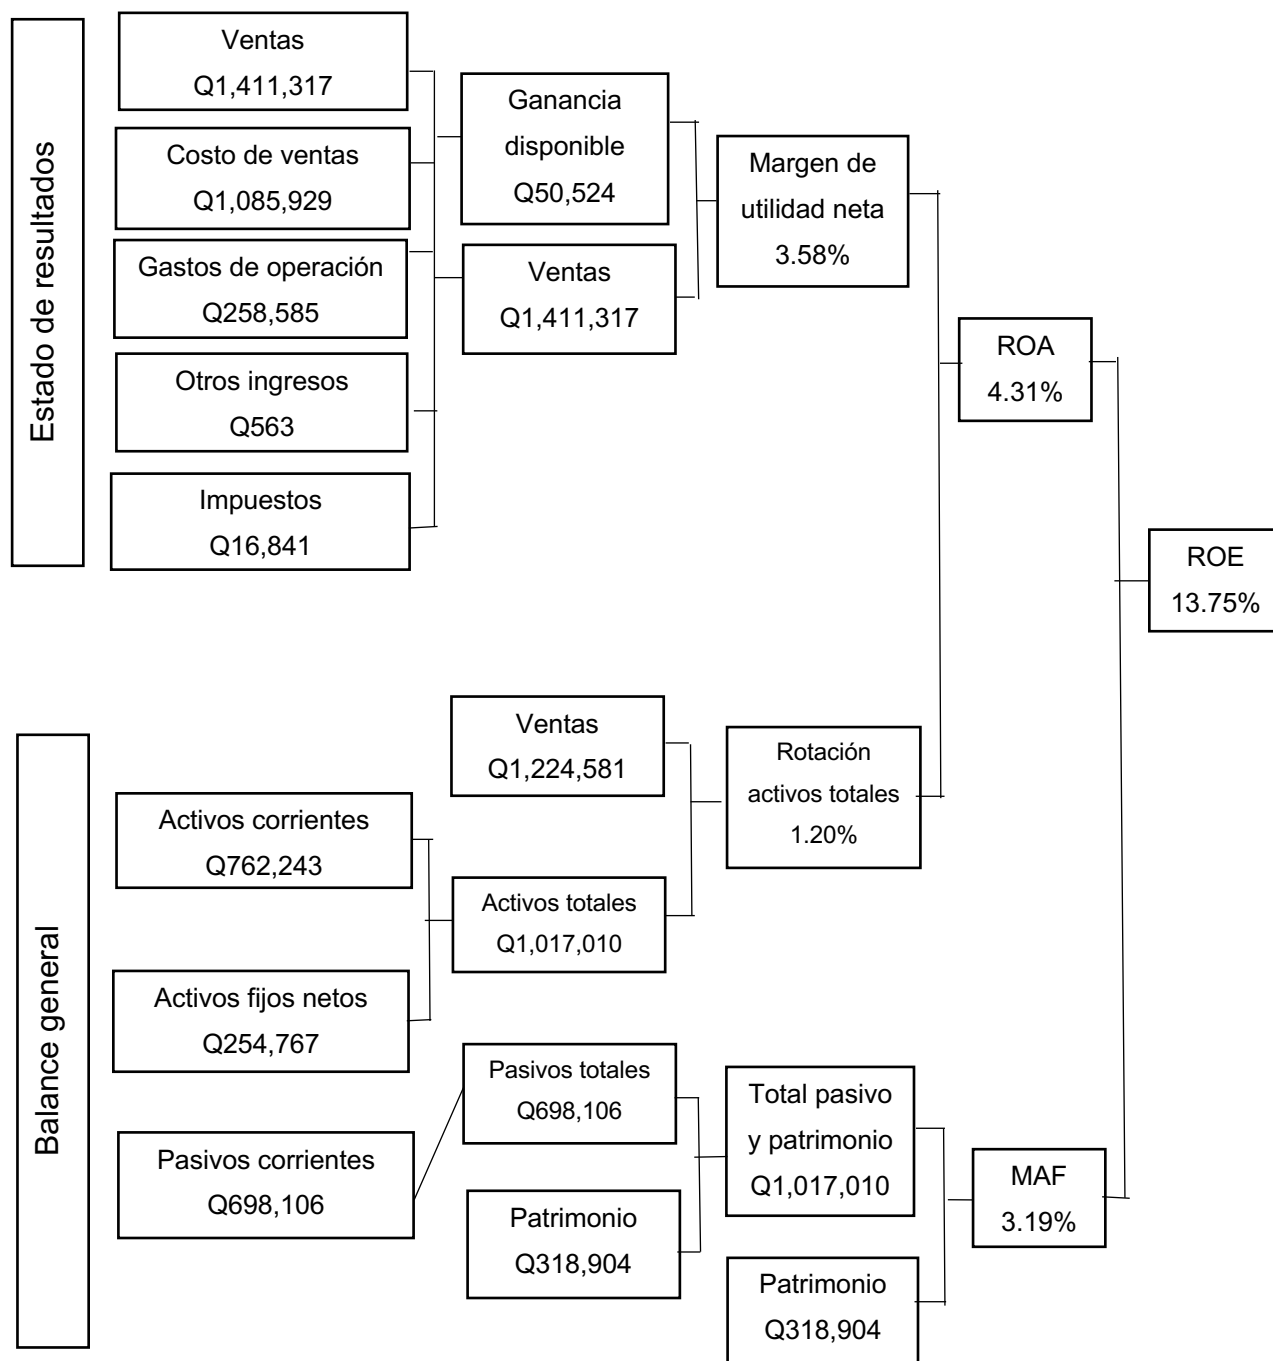 Estado de resultados
Ventas
Q1,411,317
Costo de ventas
Q1,085,929
Gastos de operación
Q258,585
Otros ingresos
Q563
Impuestos
Q16,841
Ganancia
disponible
Q50,524
Ventas
Q1,411,317
Margen de
utilidad neta
3.58%
ROA
4.31%
ROE
13.75%
Balance general
Ventas
Q1,224,581
Rotación
activos totales
1.20%
Activos corrientes
Q762,243
Activos totales
Q1,017,010
Activos fijos netos
Q254,767
Pasivos totales
Q698,106
Pasivos corrientes
Q698,106
Patrimonio
Q318,904
Total pasivo
y patrimonio
Q1,017,010
Patrimonio
Q318,904
MAF
3.19%